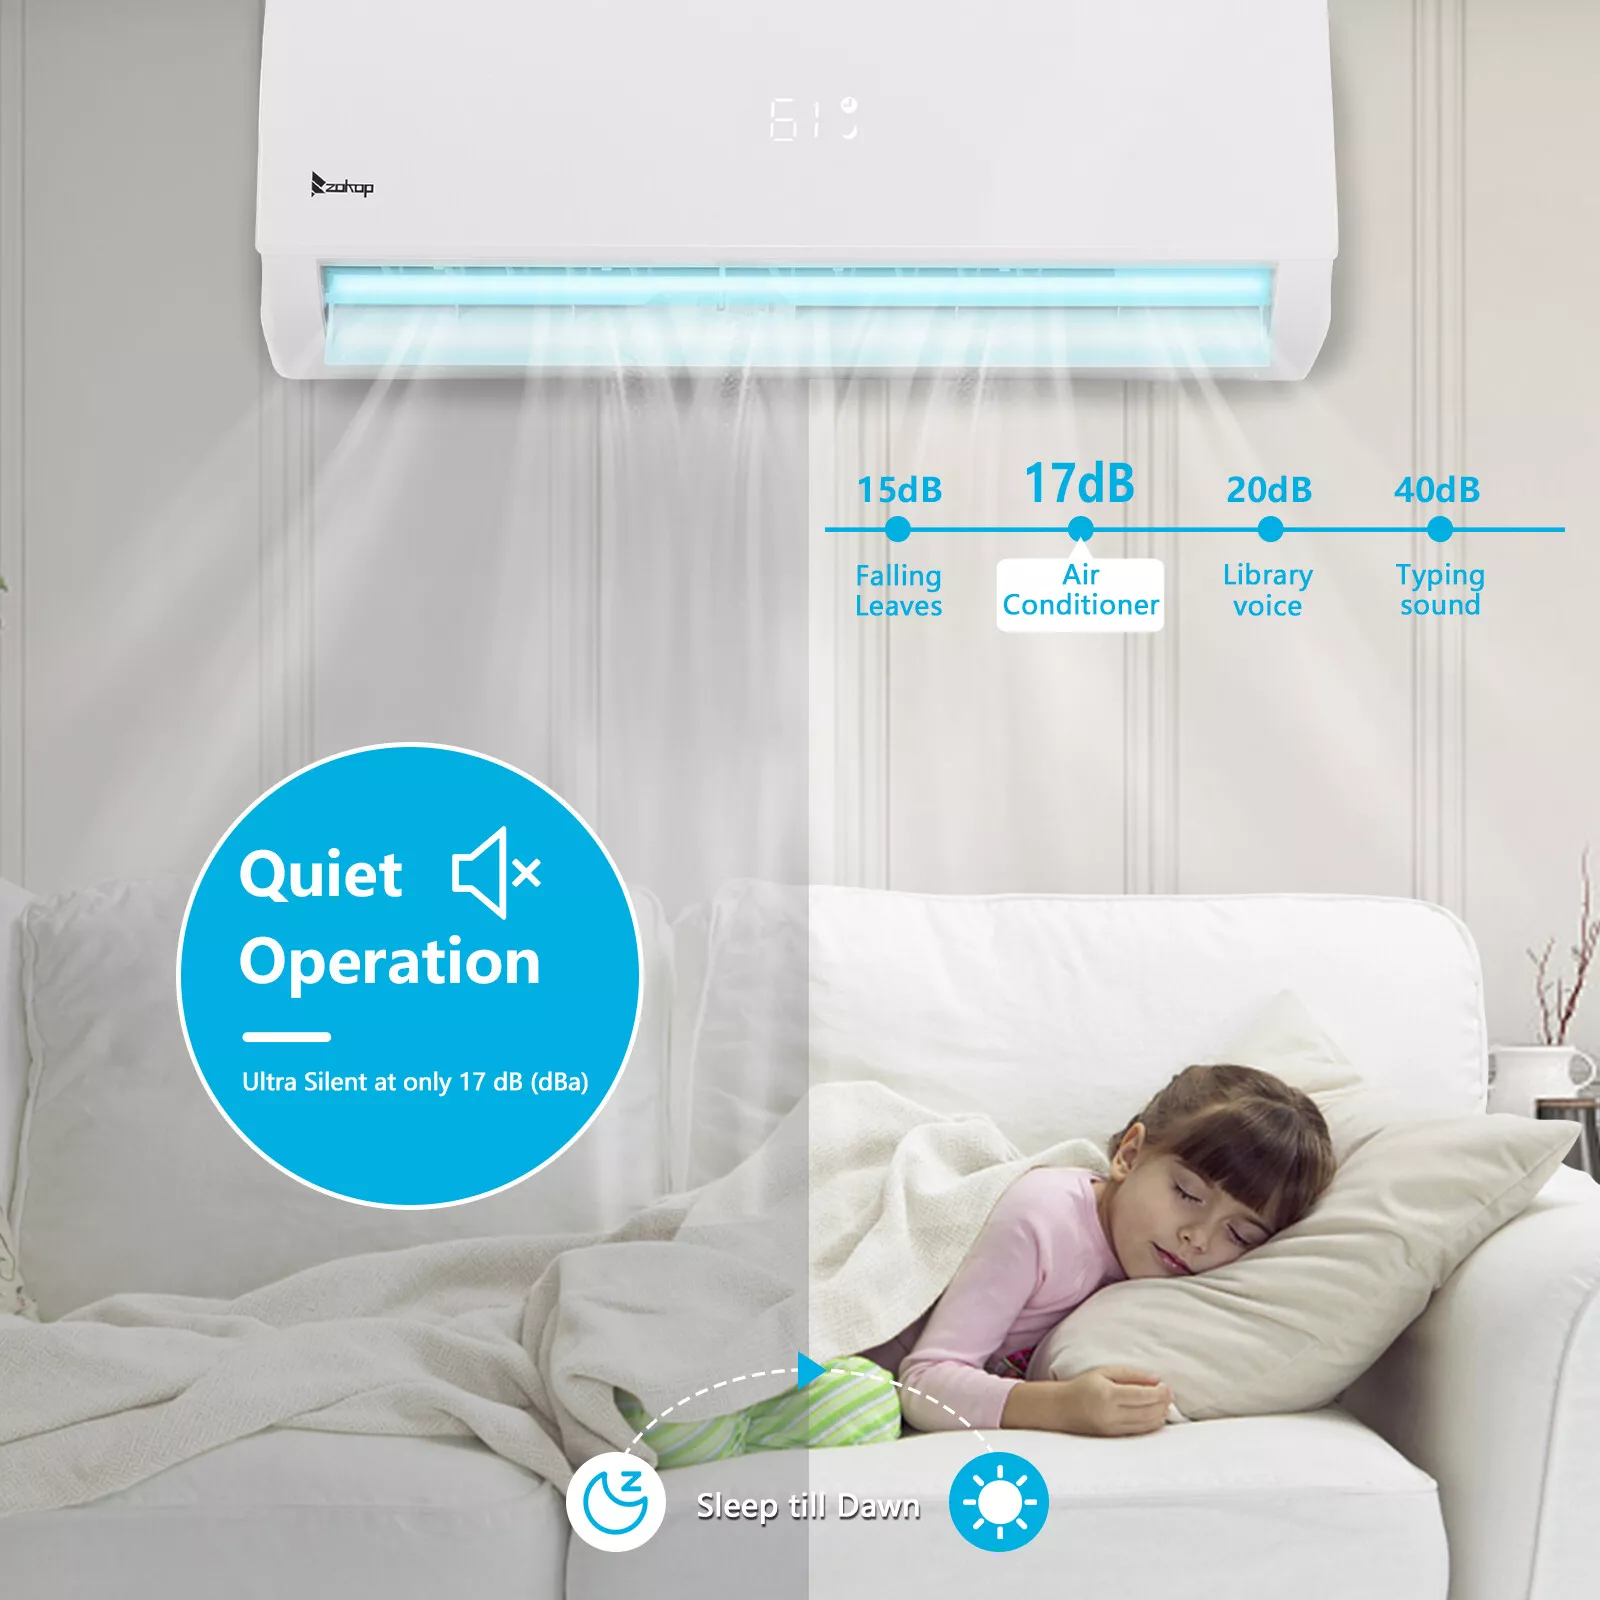 61
zokop
15dB
17dB
20dB
40dB
Falling
Leaves
Air
Conditioner
Library
voice
Typing
sound
Quiet
Operation
Ultra Silent at only 17 dB (dBa)
Z
Sleep till Dawn